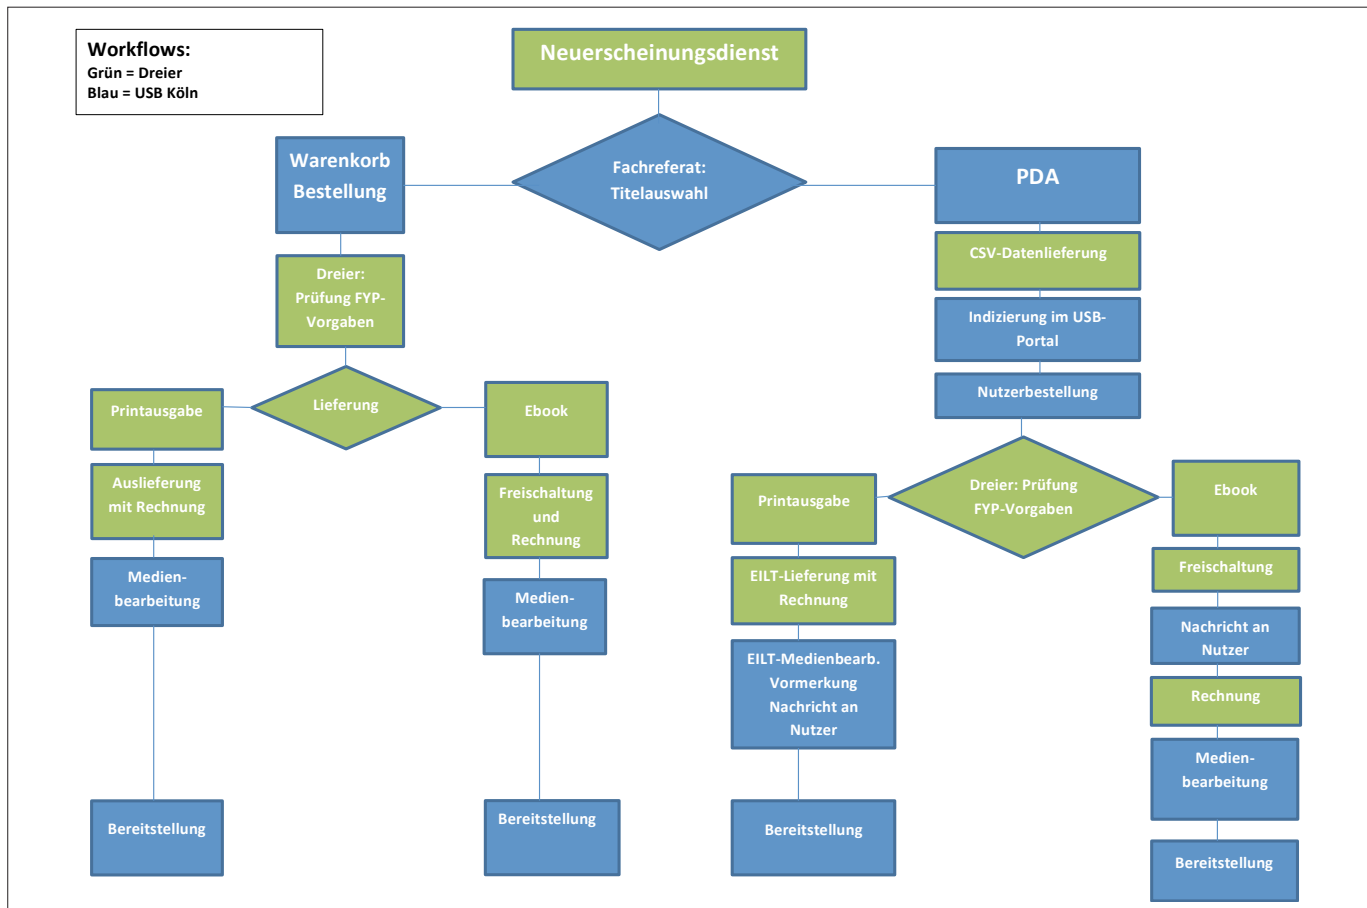 Workflows:
Grün = Dreier
Blau = USB Köln
Neuerscheinungsdienst
Fachreferat:
Titelauswahl
Warenkorb
Bestellung
Dreier:
Prüfung FYP-
Vorgaben
Lieferung
Printausgabe
Auslieferung
mit Rechnung
Medien-
bearbeitung
Bereitstellung
Ebook
Freischaltung
und
Rechnung
Medien-
bearbeitung
Bereitstellung
PDA
CSV-Datenlieferung
Indizierung im USB-
Portal
Nutzerbestellung
Dreier: Prüfung
FYP-Vorgaben
Printausgabe
EILT-Lieferung mit
Rechnung
EILT-Medienbearb.
Vormerkung
Nachricht an
Nutzer
Bereitstellung
Ebook
Freischaltung
Nachricht an
Nutzer
Rechnung
Medien-
bearbeitung
Bereitstellung